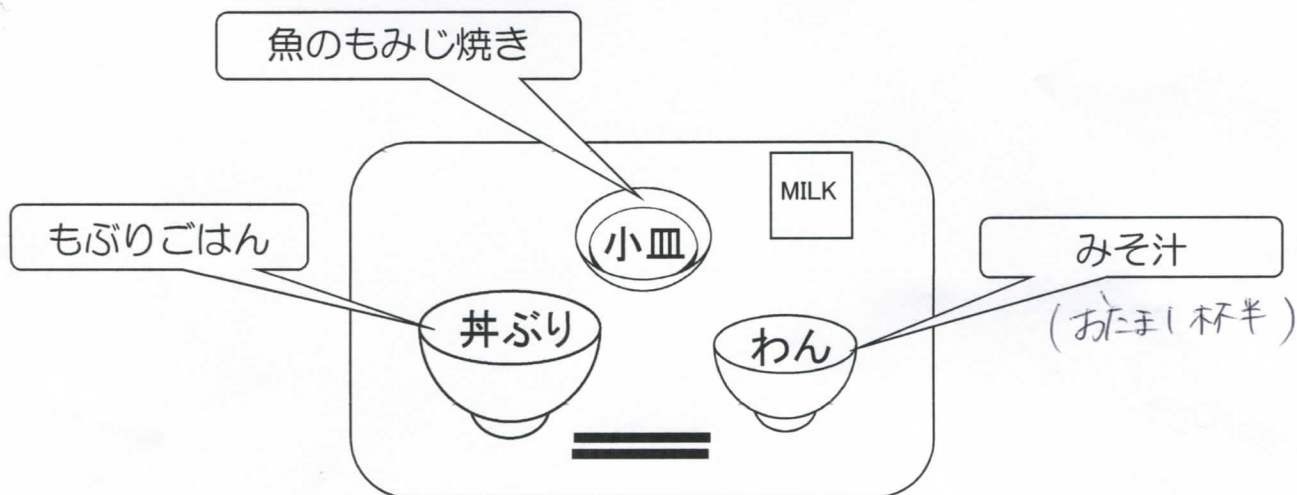 魚のもみじ焼き
MILK
小皿
もぶりごはん
みそ汁
(おたま1杯半)
丼ぶり
わん